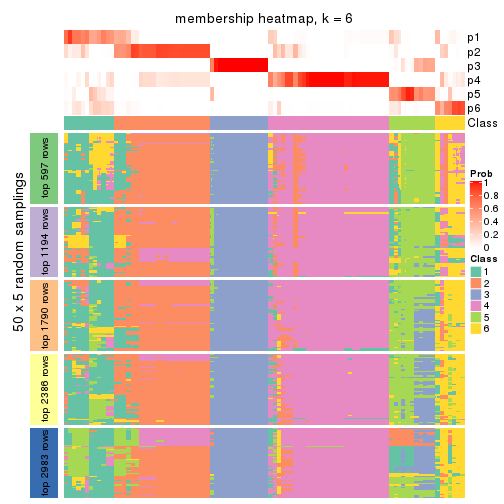 membership heatmap, k = 6
p1
p2
p3
p4
p5
p6
Class
50 x 5 random samplings
top 597 rows
top 1194 rows
top 1790 rows
top 2386 rows
top 2983 rows
Prob
1
0.8
0.6
0.4
0.2
0
Class
1
2
3
4
5
6